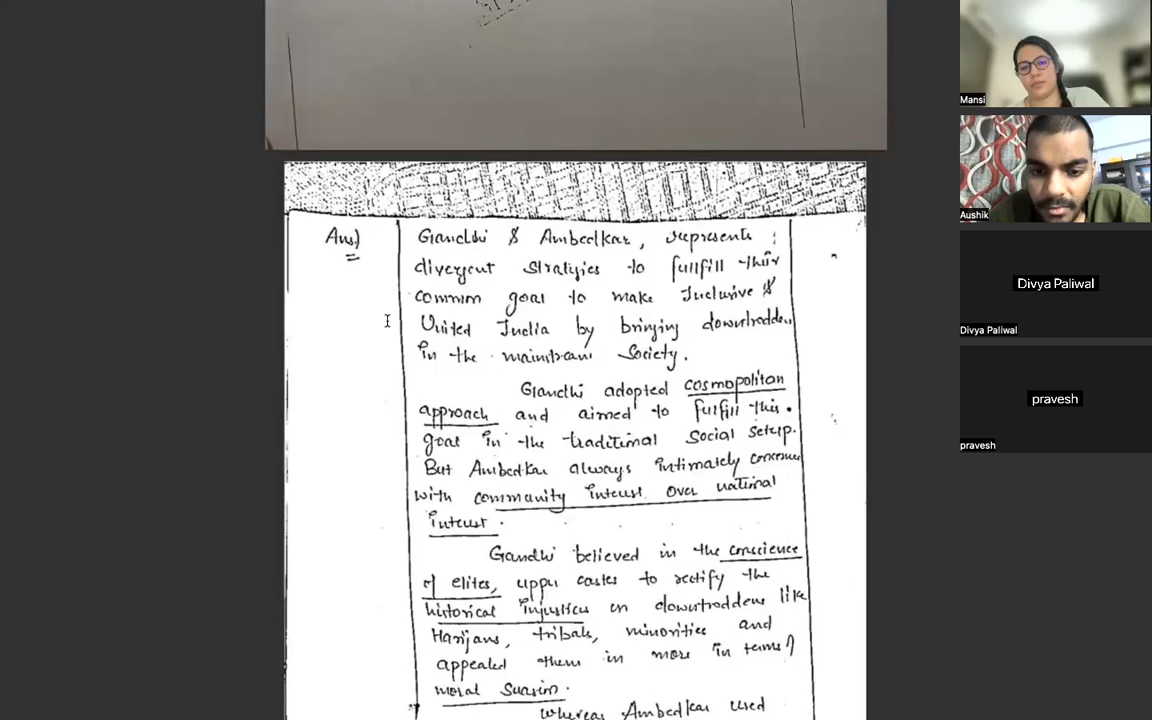 Ans)
Gandhi & Ambedkar, represents
divergent stratigies to fullfill their
common goal to make Inclusive &
United India by bringing downtrodden
in the mainstream society.
Gandhi adopted cosmopolitan
approach and aimed to fulfill this.
goal in the traditional social setup.
But Ambedkar always intimately concerned
with community interest over national
interest.
Gandhi believed in the conscience
of elites, upper castes to rectify the
historical injustices on downtroddens like
Harijans, tribals, minorities and
appealed them in more in terms of
moral suasion.
whereas Ambedkar used
Mansi
Aushik
Divya Paliwal
Divya Paliwal
pravesh
pravesh